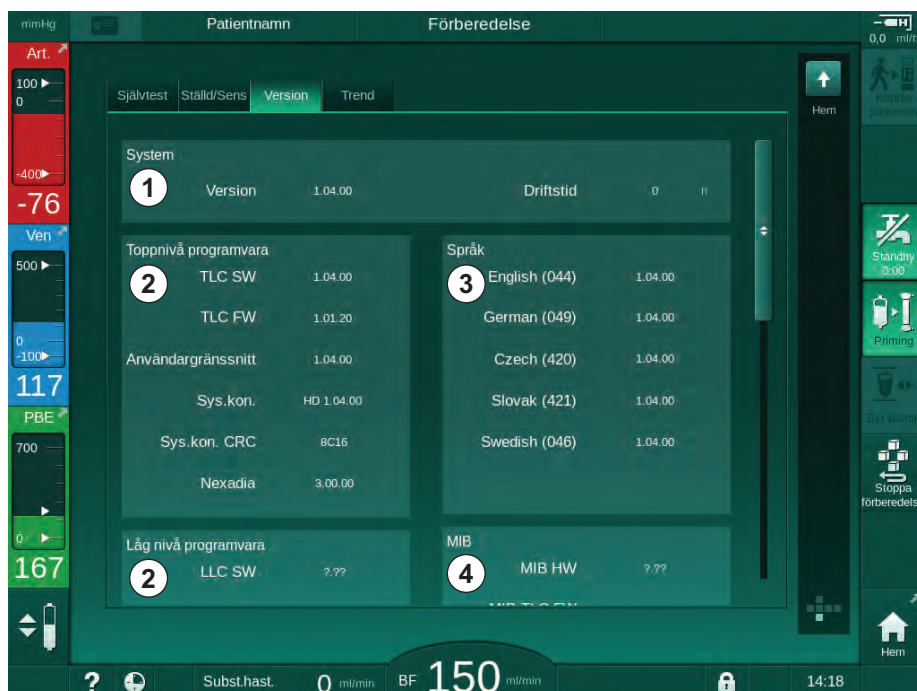 mmHg
Patientnamn
Förberedelse
0,0 ml/h
Art.
100
0
-400
-76
Ven
500
0
-100
117
PBE
700
0
167
Självtest Ställd/Sens Version Trend
Hem
System
1 Version 1.04.00 Driftstid 0
Toppnivå programvara
2 TLC SW 1.04.00
TLC FW 1.01.20
Användargränssnitt 1.04.00
Sys.kon. HD 1.04.00
Sys.kon. CRC 8C16
Nexadia 3.00.00
Språk
3 English (044) 1.04.00
German (049) 1.04.00
Czech (420) 1.04.00
Slovak (421) 1.04.00
Swedish (046) 1.04.00
Låg nivå programvara
2 LLC SW ?.??
MIB
4 MIB HW ?.??
Standby
0:00
Priming
Stoppa
förberedels
Hem
?
Subst.hast. 0 ml/min BF 150 ml/min 14:18